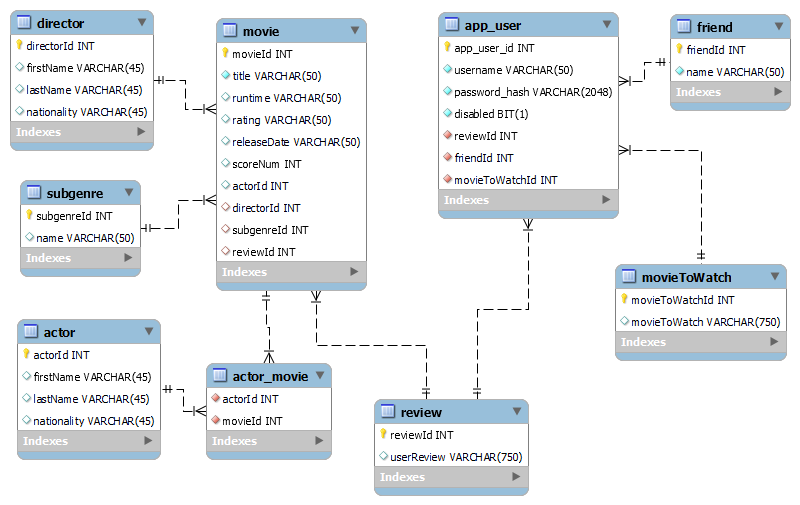 director
directorId INT
firstName VARCHAR(45)
lastName VARCHAR(45)
nationality VARCHAR(45)
Indexes
movie
movieId INT
title VARCHAR(50)
runtime VARCHAR(50)
rating VARCHAR(50)
releaseDate VARCHAR(50)
scoreNum INT
actorId INT
directorId INT
subgenreId INT
reviewId INT
Indexes
app_user
app_user_id INT
username VARCHAR(50)
password_hash VARCHAR(2048)
disabled BIT(1)
reviewId INT
friendId INT
movieToWatchId INT
Indexes
friend
friendId INT
name VARCHAR(50)
Indexes
subgenre
subgenreId INT
name VARCHAR(50)
Indexes
movieToWatch
movieToWatchId INT
movieToWatch VARCHAR(750)
Indexes
actor
actorId INT
firstName VARCHAR(45)
lastName VARCHAR(45)
nationality VARCHAR(45)
Indexes
actor_movie
actorId INT
movieId INT
Indexes
review
reviewId INT
userReview VARCHAR(750)
Indexes